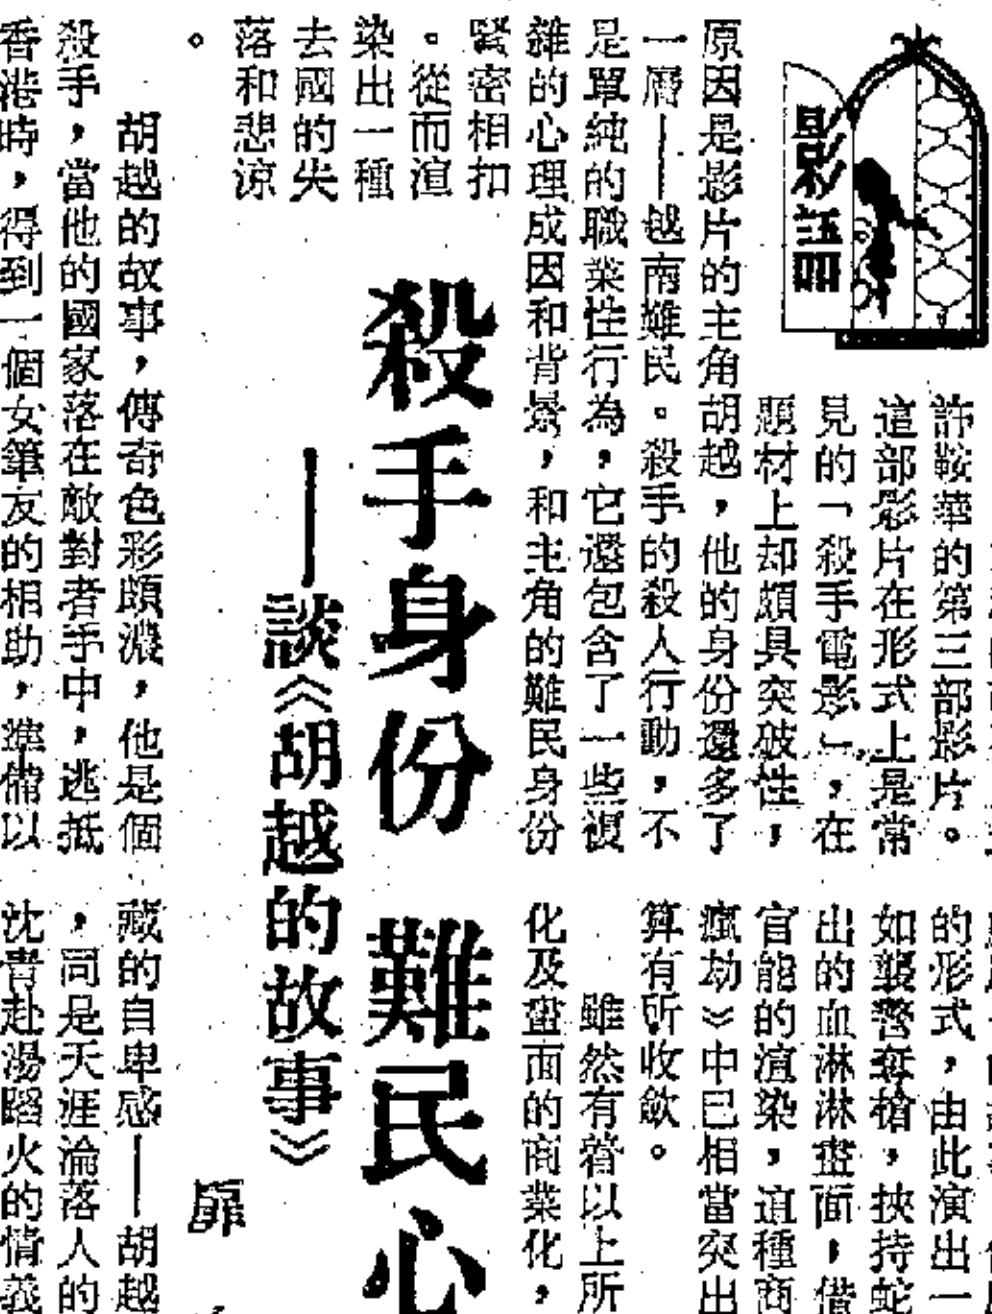 影語
殺手身份 難民心
——談《胡越的故事》
扉
許鞍華的第三部影片。
這部影片在形式上是常
見的「殺手電影」,在
題材上却頗具突破性,
原因是影片的主角胡越,他的身份還多了
一層——越南難民。殺手的殺人行動,不
是單純的職業性行為,它還包含了一些複
雜的心理成因和背景,和主角的難民身份
緊密相扣
。從而渲
染出一種
去國的失
落和悲涼
。
胡越的故事,傳奇色彩頗濃,他是個
殺手,當他的國家落在敵對者手中,逃抵
香港時,得到一個女筆友的相助,準備以
的形式,由此演出一
如襲警奪槍,挾持蛇
出的血淋淋畫面,借
官能的渲染,這種商
瘋劫》中已相當突出
算有所收歛。
雖然有着以上所
化及畫面的商業化,
藏的自卑感——胡越
,同是天涯淪落人的
沈青赴湯蹈火的情義